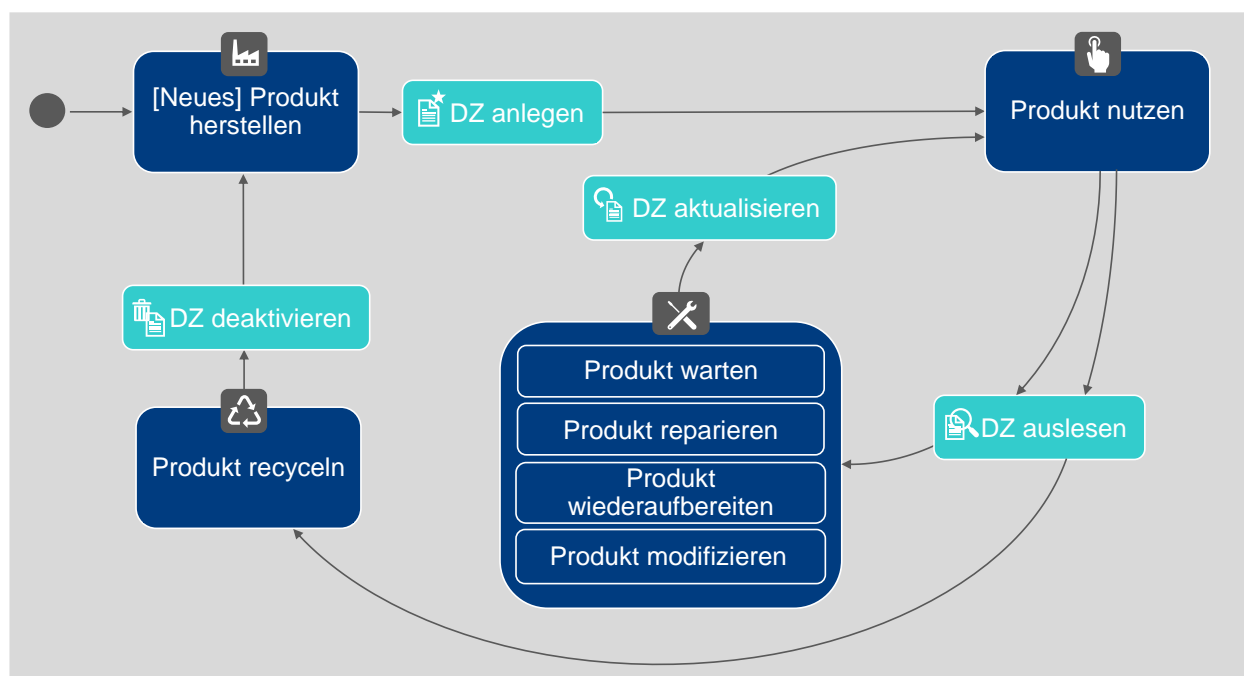 [Neues] Produkt
herstellen
DZ anlegen
Produkt nutzen
DZ aktualisieren
DZ deaktivieren
Produkt warten
Produkt reparieren
Produkt
wiederaufbereiten
Produkt modifizieren
DZ auslesen
Produkt recyceln